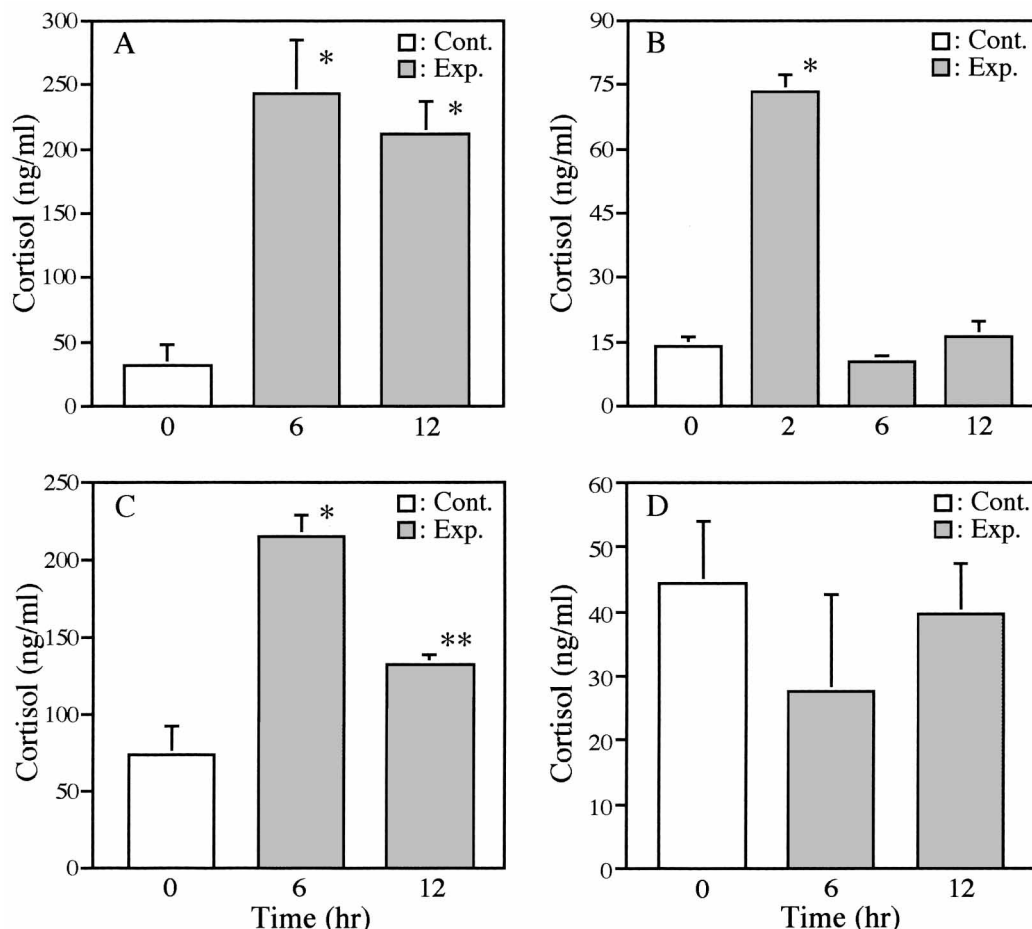 A
: Cont.
: Exp.
Cortisol (ng/ml)
300
250
200
150
100
50
0
*
*
0 6 12
B
: Cont.
: Exp.
Cortisol (ng/ml)
90
75
60
45
30
15
0
*
0 2 6 12
C
: Cont.
: Exp.
Cortisol (ng/ml)
250
200
150
100
50
0
*
**
0 6 12
Time (hr)
D
: Cont.
: Exp.
Cortisol (ng/ml)
60
50
40
30
20
10
0
0 6 12
Time (hr)